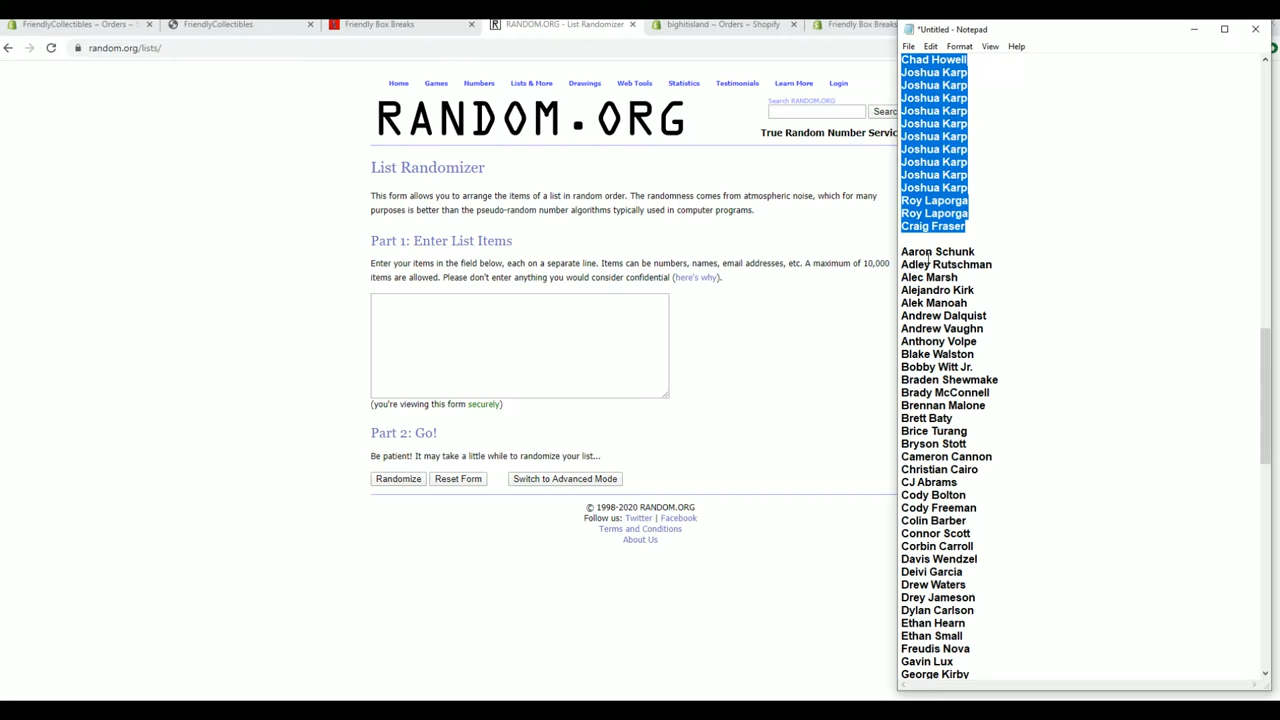 FriendlyCollectibles ~ Orders ~ S
FriendlyCollectibles
Friendly Box Breaks
RANDOM.ORG - List Randomizer
bighitisland ~ Orders ~ Shopify
Friendly Box Breaks
random.org/lists/
Home Games Numbers Lists & More Drawings Web Tools Statistics Testimonials Learn More Login
RANDOM.ORG
Search RANDOM.ORG
Searc
True Random Number Servic
List Randomizer
This form allows you to arrange the items of a list in random order. The randomness comes from atmospheric noise, which for many
purposes is better than the pseudo-random number algorithms typically used in computer programs.
Part 1: Enter List Items
Enter your items in the field below, each on a separate line. Items can be numbers, names, email addresses, etc. A maximum of 10,000
items are allowed. Please don't enter anything you would consider confidential (here's why).
(you're viewing this form securely)
Part 2: Go!
Be patient! It may take a little while to randomize your list...
Randomize Reset Form Switch to Advanced Mode
© 1998-2020 RANDOM.ORG
Follow us: Twitter | Facebook
Terms and Conditions
About Us
*Untitled - Notepad
File Edit Format View Help
Chad Howell
Joshua Karp
Joshua Karp
Joshua Karp
Joshua Karp
Joshua Karp
Joshua Karp
Joshua Karp
Joshua Karp
Joshua Karp
Joshua Karp
Roy Laporga
Roy Laporga
Craig Fraser
Aaron Schunk
Adley Rutschman
Alec Marsh
Alejandro Kirk
Alek Manoah
Andrew Dalquist
Andrew Vaughn
Anthony Volpe
Blake Walston
Bobby Witt Jr.
Braden Shewmake
Brady McConnell
Brennan Malone
Brett Baty
Brice Turang
Bryson Stott
Cameron Cannon
Christian Cairo
CJ Abrams
Cody Bolton
Cody Freeman
Colin Barber
Connor Scott
Corbin Carroll
Davis Wendzel
Deivi Garcia
Drew Waters
Drey Jameson
Dylan Carlson
Ethan Hearn
Ethan Small
Freudis Nova
Gavin Lux
George Kirby